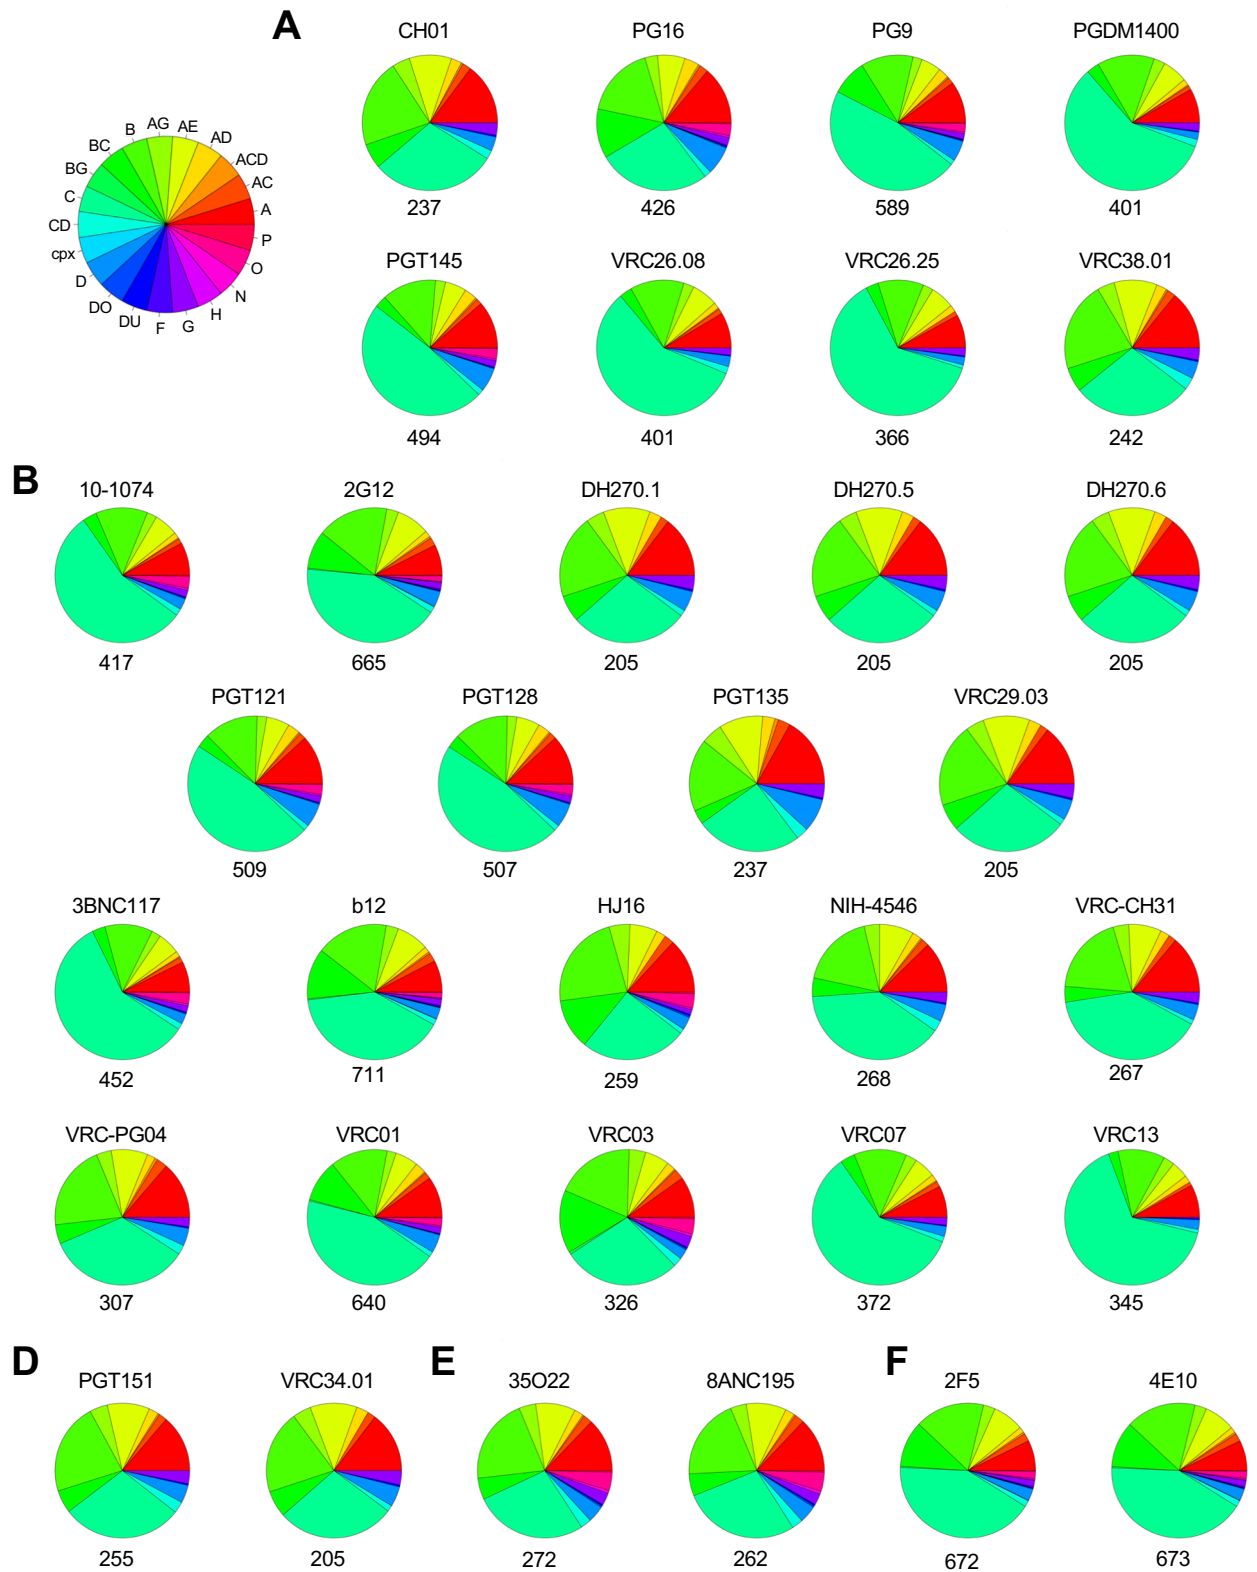 A
CH01
PG16
PG9
PGDM1400
237
426
589
401
A
AC
ACD
AD
AE
AG
B
BC
BG
C
CD
cpx
D
DO
DU
F
G
H
N
O
P
PGT145
VRC26.08
VRC26.25
VRC38.01
494
401
366
242
B
10-1074
2G12
DH270.1
DH270.5
DH270.6
417
665
205
205
205
PGT121
PGT128
PGT135
VRC29.03
509
507
237
205
3BNC117
b12
HJ16
NIH-4546
VRC-CH31
452
711
259
268
267
VRC-PG04
VRC01
VRC03
VRC07
VRC13
307
640
326
372
345
D
PGT151
VRC34.01
255
205
E
35O22
8ANC195
272
262
F
2F5
4E10
672
673